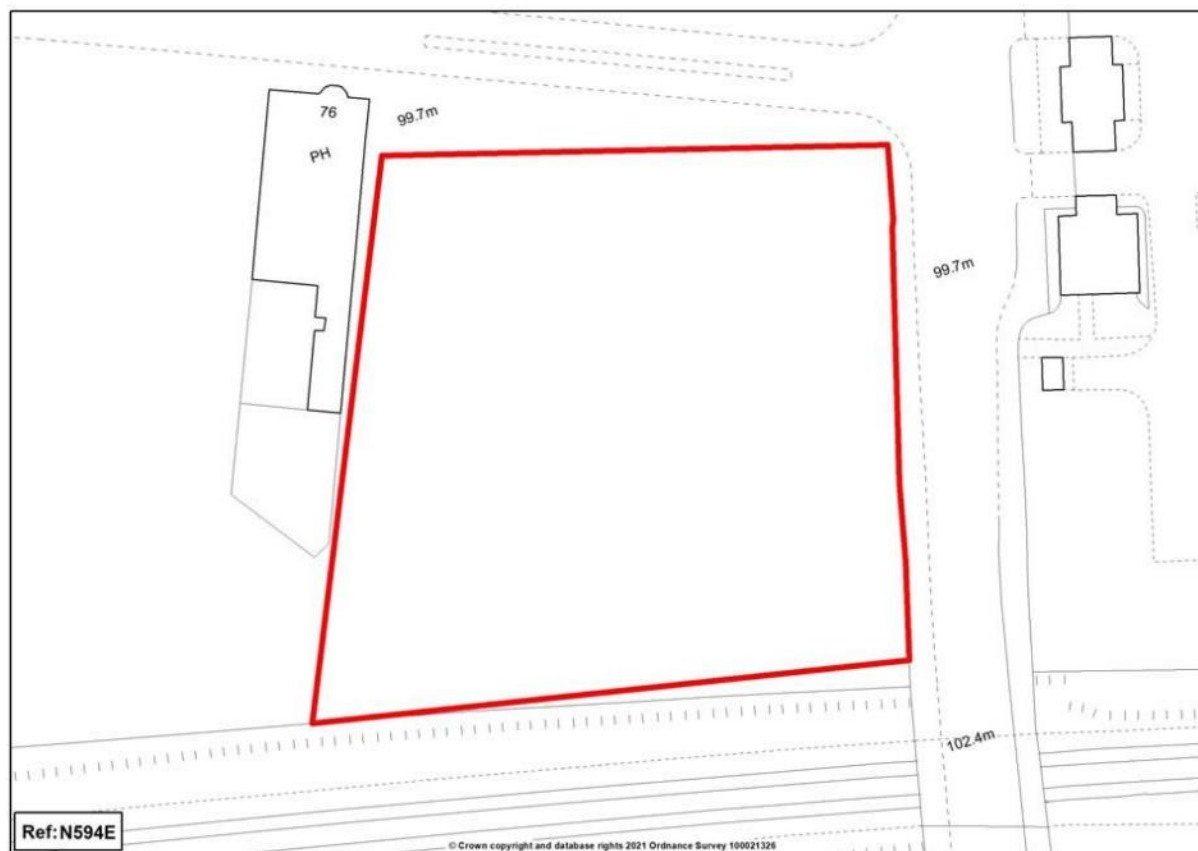 76
99.7m
PH
99.7m
102.4m
Ref:N594E
© Crown copyright and database rights 2021 Ordnance Survey 100021326